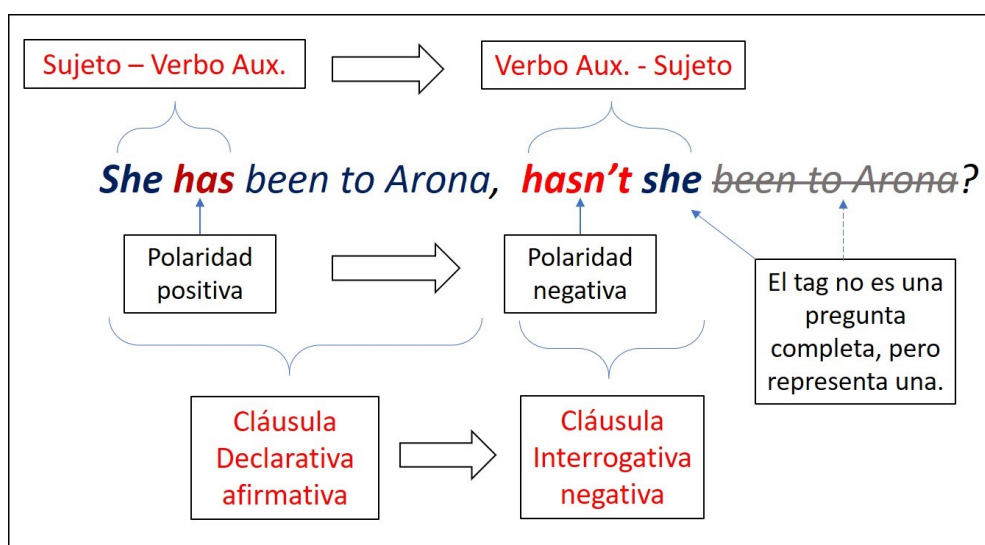 Sujeto – Verbo Aux.
Verbo Aux. - Sujeto
She has been to Arona, hasn't she been to Arona?
Polaridad
positiva
Polaridad
negativa
El tag no es una
pregunta
completa, pero
representa una.
Cláusula
Declarativa
afirmativa
Cláusula
Interrogativa
negativa